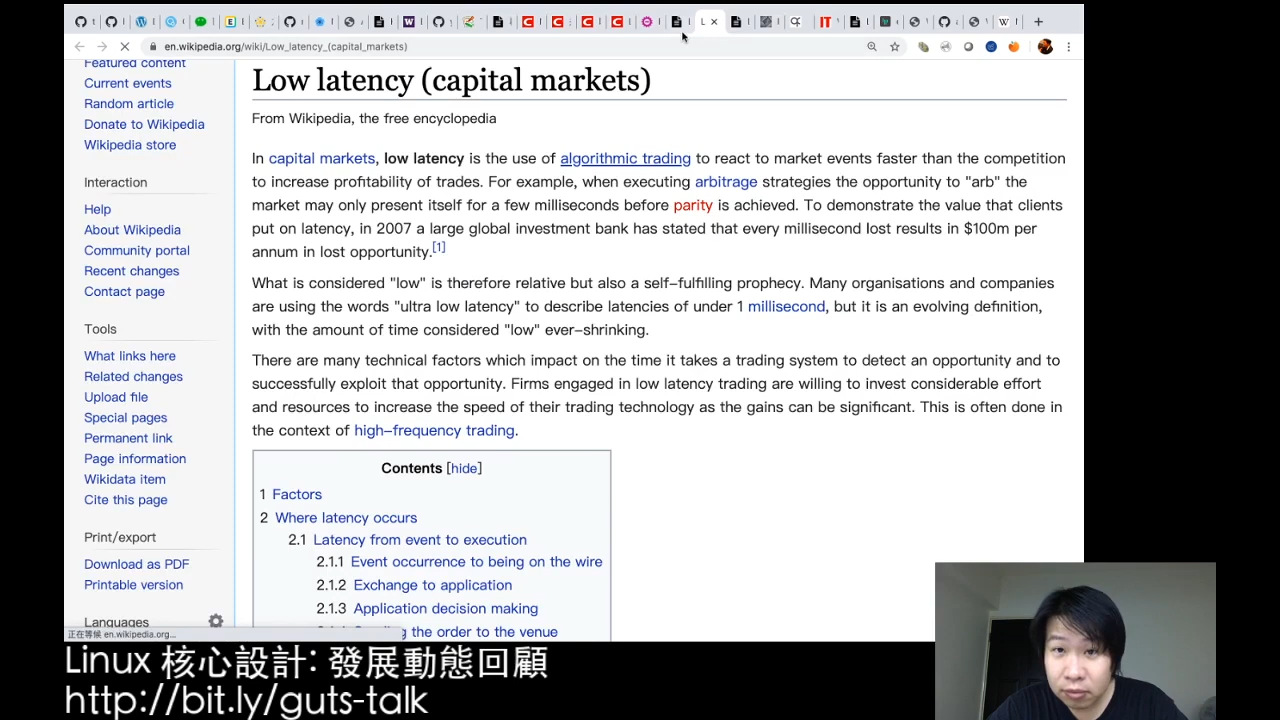 en.wikipedia.org/wiki/Low_latency_(capital_markets)
Featured content
Current events
Random article
Donate to Wikipedia
Wikipedia store
Interaction
Help
About Wikipedia
Community portal
Recent changes
Contact page
Tools
What links here
Related changes
Upload file
Special pages
Permanent link
Page information
Wikidata item
Cite this page
Print/export
Download as PDF
Printable version
Languages
正在等候 en.wikipedia.org...
Low latency (capital markets)
From Wikipedia, the free encyclopedia
In capital markets, low latency is the use of algorithmic trading to react to market events faster than the competition
to increase profitability of trades. For example, when executing arbitrage strategies the opportunity to "arb" the
market may only present itself for a few milliseconds before parity is achieved. To demonstrate the value that clients
put on latency, in 2007 a large global investment bank has stated that every millisecond lost results in $100m per
annum in lost opportunity.[1]
What is considered "low" is therefore relative but also a self-fulfilling prophecy. Many organisations and companies
are using the words "ultra low latency" to describe latencies of under 1 millisecond, but it is an evolving definition,
with the amount of time considered "low" ever-shrinking.
There are many technical factors which impact on the time it takes a trading system to detect an opportunity and to
successfully exploit that opportunity. Firms engaged in low latency trading are willing to invest considerable effort
and resources to increase the speed of their trading technology as the gains can be significant. This is often done in
the context of high-frequency trading.
Contents [hide]
1 Factors
2 Where latency occurs
2.1 Latency from event to execution
2.1.1 Event occurrence to being on the wire
2.1.2 Exchange to application
2.1.3 Application decision making
the order to the venue
Linux 核心設計: 發展動態回顧
http://bit.ly/guts-talk